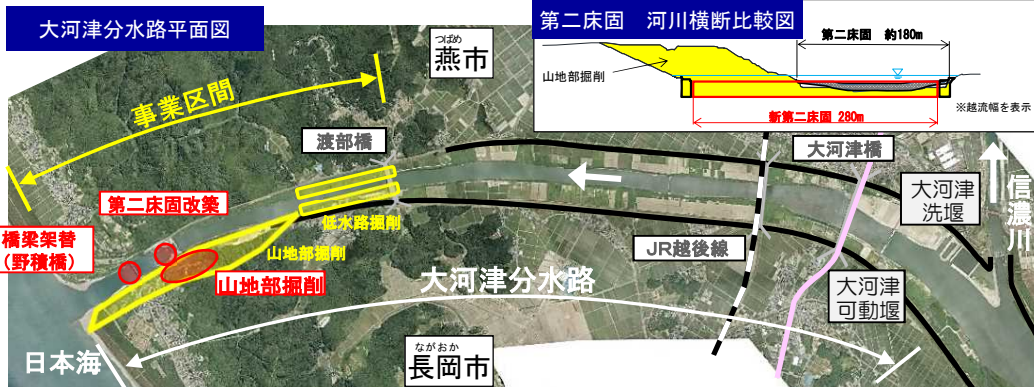 大河津分水路平面図
第二床固　河川横断比較図
第二床固　約180m
山地部掘削
新第二床固 280m
※越流幅を表示
つばめ
燕市
事業区間
渡部橋
大河津橋
大河津
洗堰
信濃川
第二床固改築
低水路掘削
橋梁架替
(野積橋)
山地部掘削
山地部掘削
JR越後線
大河津分水路
大河津
可動堰
日本海
ながおか
長岡市